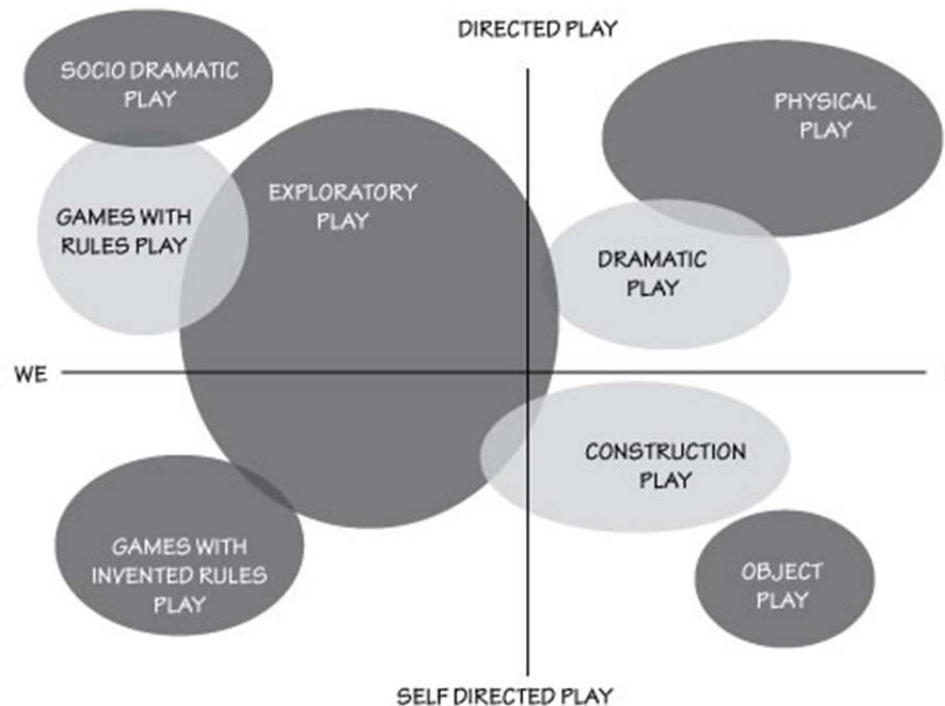 DIRECTED PLAY
SOCIO DRAMATIC
PLAY
PHYSICAL
PLAY
EXPLORATORY
PLAY
GAMES WITH
RULES PLAY
DRAMATIC
PLAY
WE
CONSTRUCTION
PLAY
GAMES WITH
INVENTED RULES
PLAY
OBJECT
PLAY
SELF DIRECTED PLAY